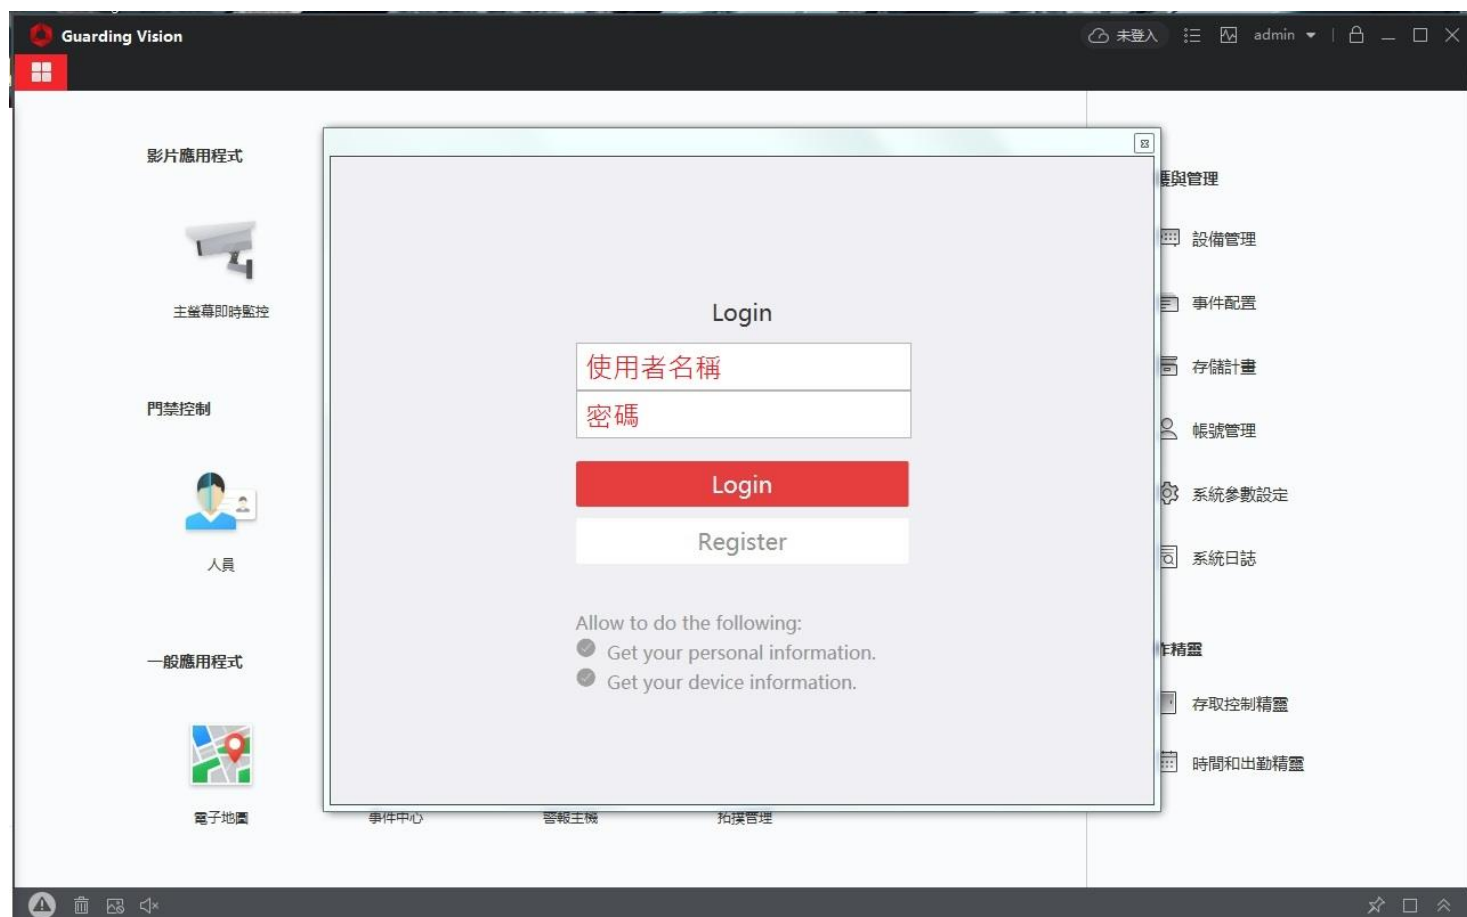 Guarding Vision
未登入
admin
影片應用程式
主螢幕即時監控
門禁控制
人員
一般應用程式
電子地圖
事件中心
警報主機
拓撲管理
Login
使用者名稱
密碼
Login
Register
Allow to do the following:
Get your personal information.
Get your device information.
護與管理
設備管理
事件配置
存儲計畫
帳號管理
系統參數設定
系統日誌
作精靈
存取控制精靈
時間和出勤精靈